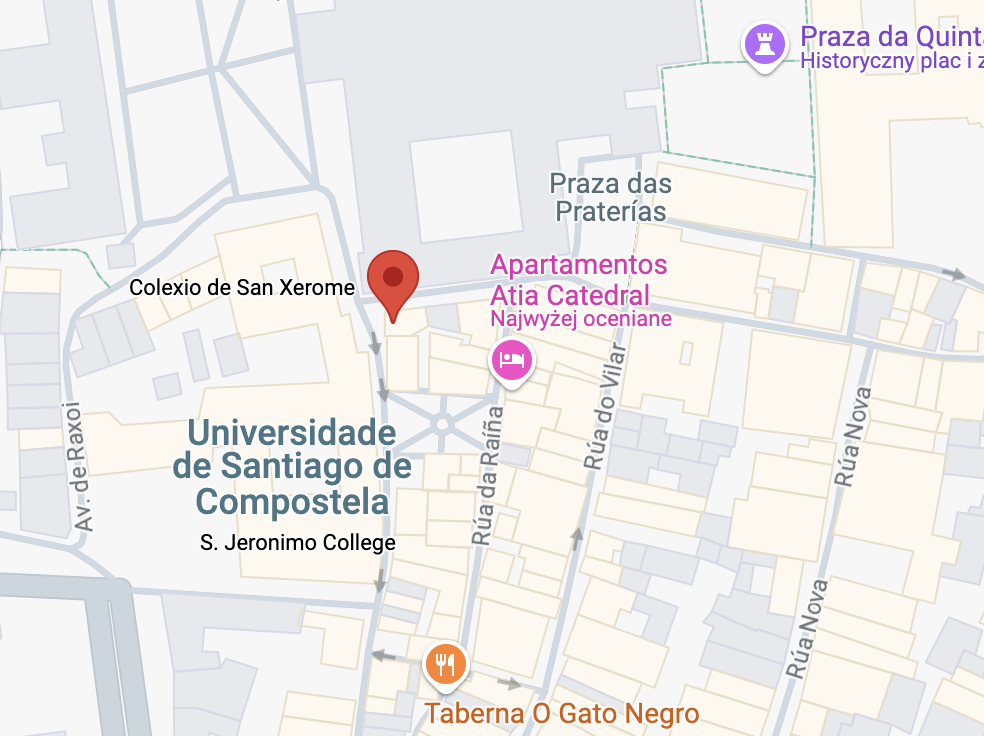 Praza da Quint
Historyczny plac i z
Praza das
Praterías
Apartamentos
Atia Catedral
Najwyżej oceniane
Colexio de San Xerome
Rúa do Vilar
Rúa Nova
Av. de Raxoi
Universidade
de Santiago de
Compostela
Rúa da Raíña
S. Jeronimo College
Rúa Nova
Taberna O Gato Negro